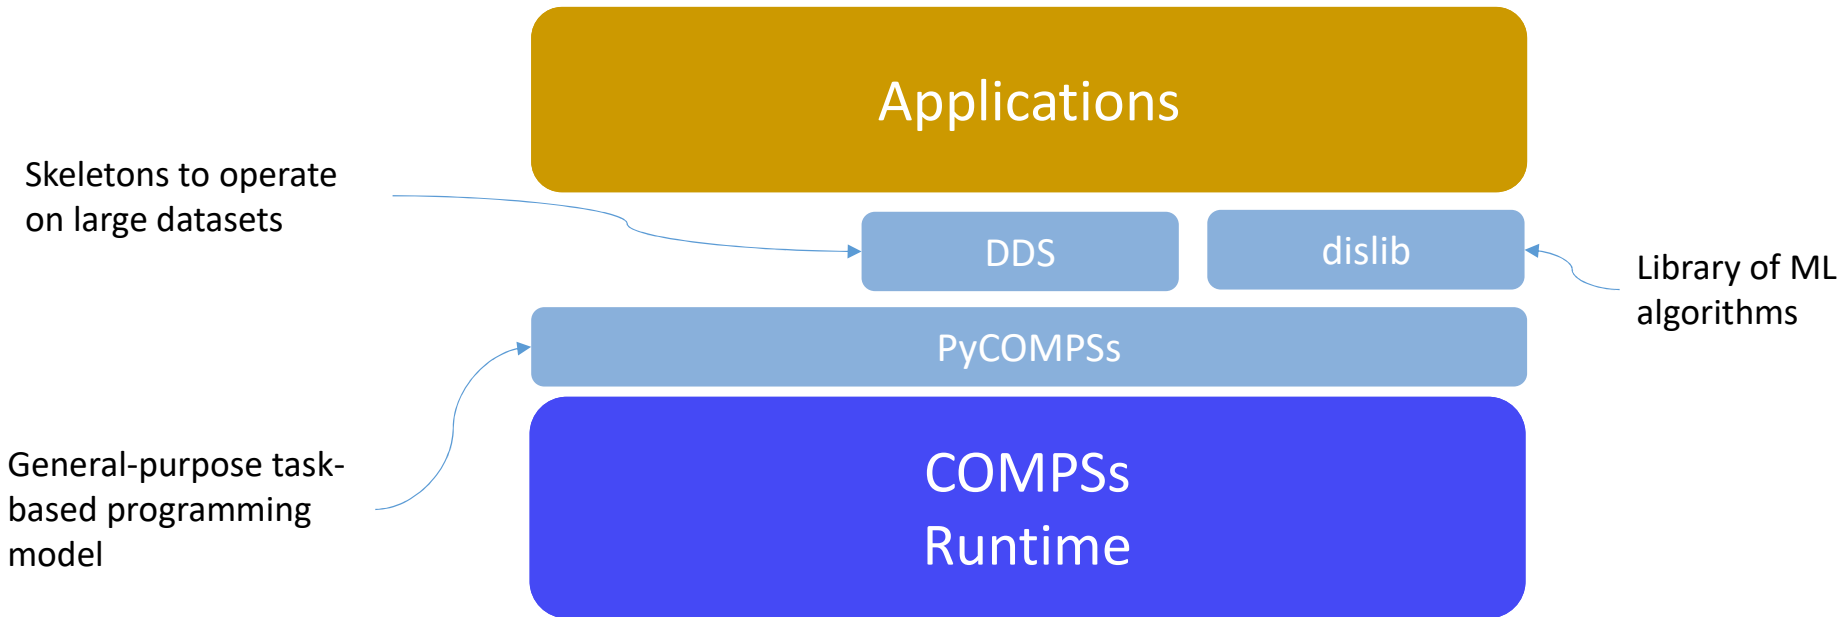 Applications
Skeletons to operate
on large datasets
DDS
dislib
Library of ML
algorithms
PyCOMPSs
General-purpose task-
based programming
model
COMPSs
Runtime